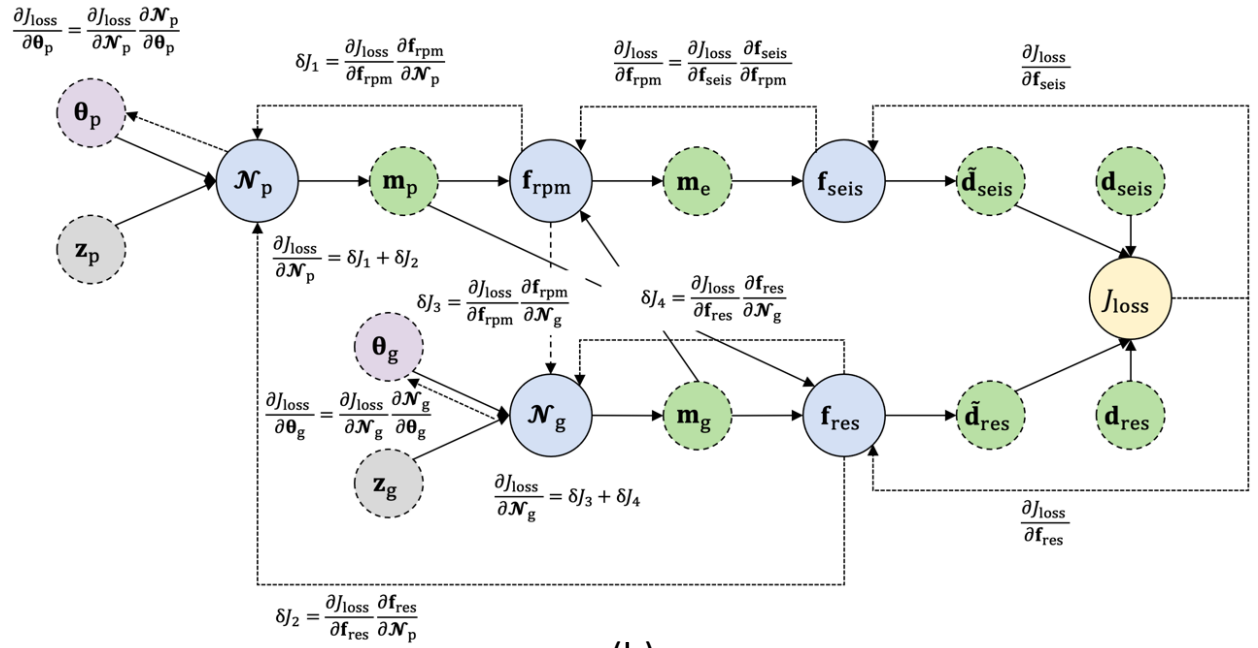 ∂J_loss/∂θ_p = ∂J_loss/∂𝓝_p ∂𝓝_p/∂θ_p
δJ_1 = ∂J_loss/∂f_rpm ∂f_rpm/∂𝓝_p
∂J_loss/∂f_rpm = ∂J_loss/∂f_seis ∂f_seis/∂f_rpm
∂J_loss/∂f_seis
θ_p
𝓝_p
m_p
f_rpm
m_e
f_seis
d̃_seis
d_seis
z_p
∂J_loss/∂𝓝_p = δJ_1 + δJ_2
δJ_3 = ∂J_loss/∂f_rpm ∂f_rpm/∂𝓝_g
δJ_4 = ∂J_loss/∂f_res ∂f_res/∂𝓝_g
J_loss
θ_g
∂J_loss/∂θ_g = ∂J_loss/∂𝓝_g ∂𝓝_g/∂θ_g
𝓝_g
m_g
f_res
d̃_res
d_res
z_g
∂J_loss/∂𝓝_g = δJ_3 + δJ_4
∂J_loss/∂f_res
δJ_2 = ∂J_loss/∂f_res ∂f_res/∂𝓝_p